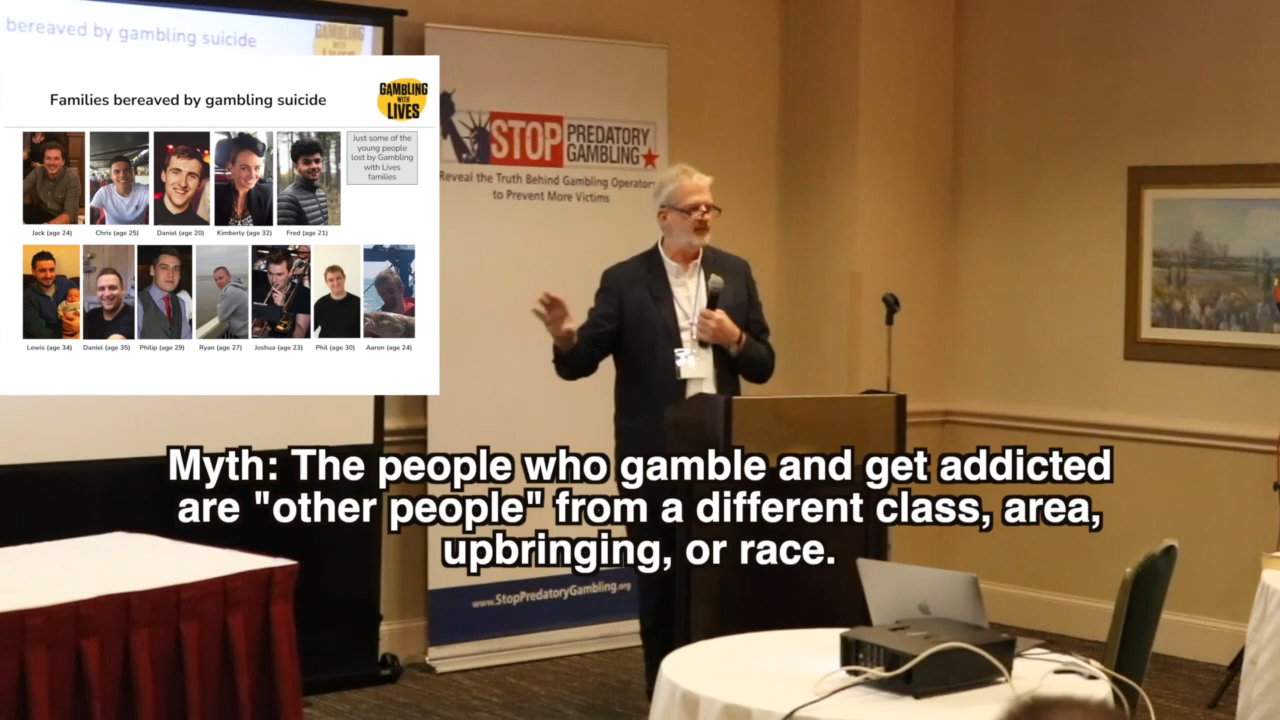 bereaved by gambling suicide
GAMBLING
WITH
Families bereaved by gambling suicide
GAMBLING
WITH
LIVES
Just some of the
young people
lost by Gambling
with Lives
families
Jack (age 24)
Chris (age 25)
Daniel (age 20)
Kimberly (age 32)
Fred (age 21)
Lewis (age 34)
Daniel (age 35)
Philip (age 29)
Ryan (age 27)
Joshua (age 23)
Phil (age 30)
Aaron (age 24)
STOP
PREDATORY
GAMBLING
Reveal the Truth Behind Gambling Operators
to Prevent More Victims
Myth: The people who gamble and get addicted
are "other people" from a different class, area,
upbringing, or race.
www.StopPredatoryGambling.org